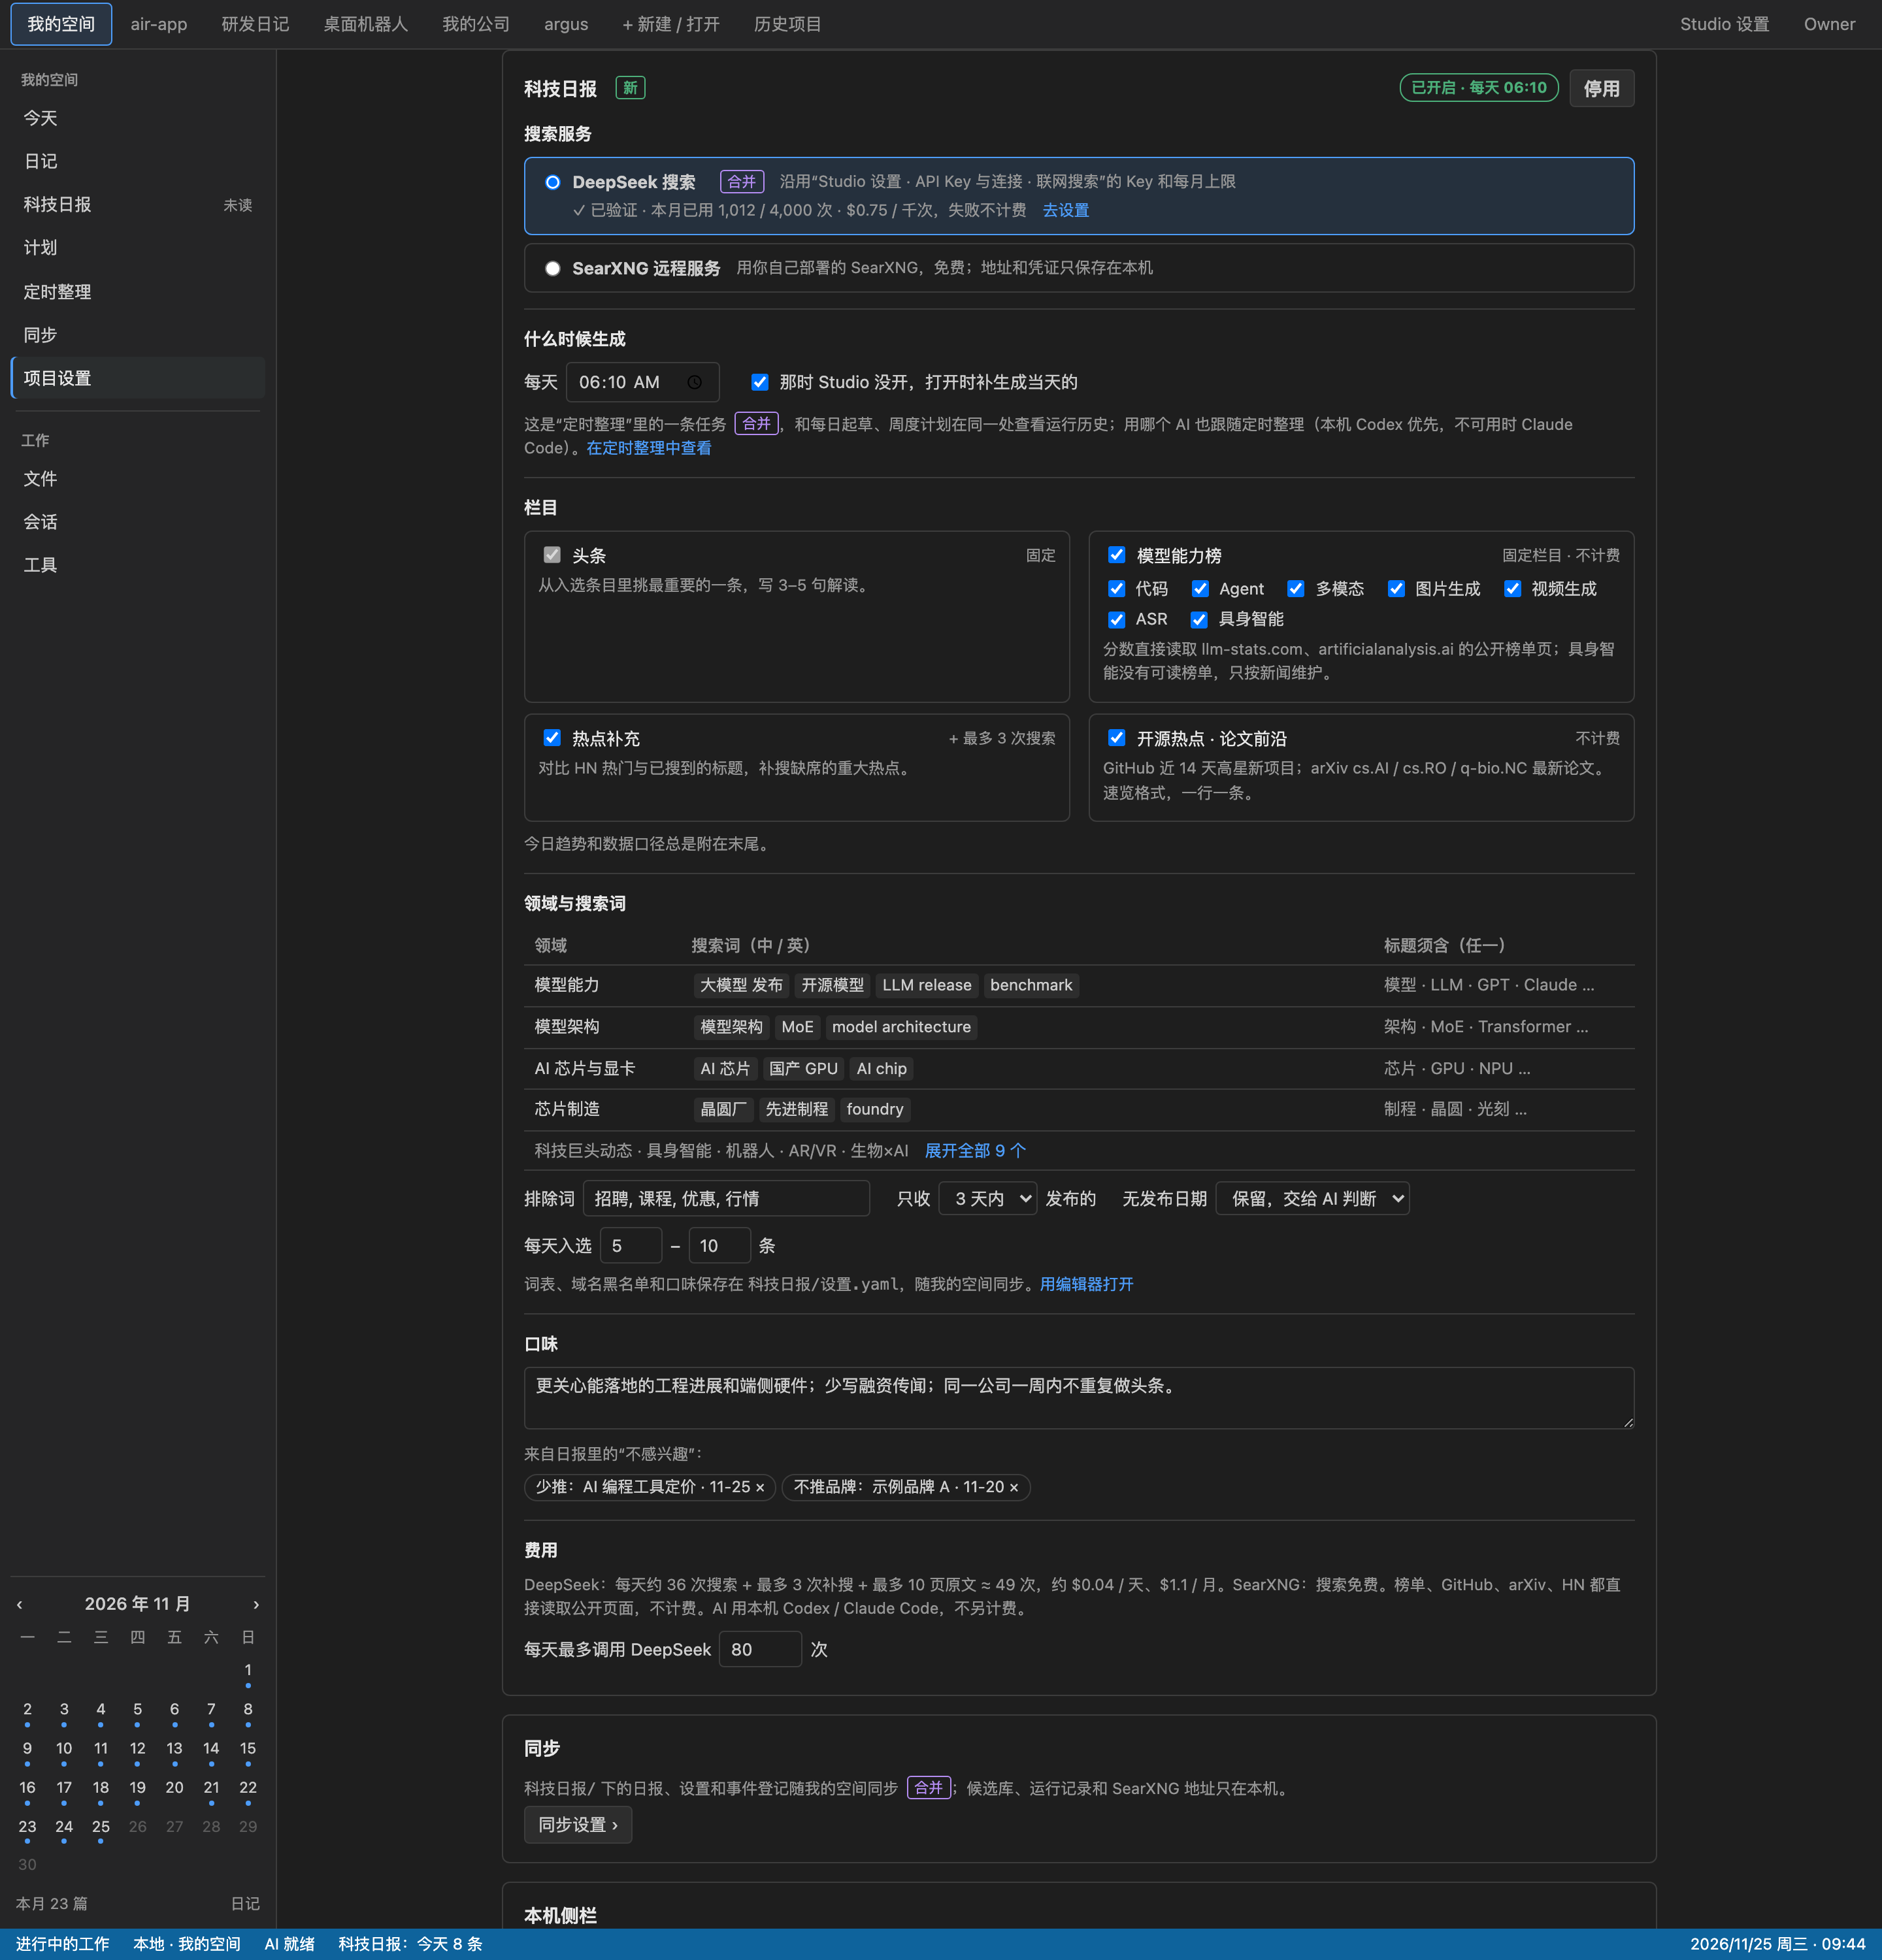 我的空间 air-app 研发日记 桌面机器人 我的公司 argus + 新建 / 打开 历史项目 Studio 设置 Owner
我的空间
今天
日记
科技日报 未读
计划
定时整理
同步
项目设置
工作
文件
会话
工具
‹ 2026 年 11 月 ›
一 二 三 四 五 六 日
1
2 3 4 5 6 7 8
9 10 11 12 13 14 15
16 17 18 19 20 21 22
23 24 25 26 27 28 29
30
本月 23 篇 日记
科技日报 新 已开启 · 每天 06:10 停用
搜索服务
DeepSeek 搜索 合并 沿用“Studio 设置 · API Key 与连接 · 联网搜索”的 Key 和每月上限
✓ 已验证 · 本月已用 1,012 / 4,000 次 · $0.75 / 千次，失败不计费 去设置
SearXNG 远程服务 用你自己部署的 SearXNG，免费；地址和凭证只保存在本机
什么时候生成
每天 06:10 AM 那时 Studio 没开，打开时补生成当天的
这是“定时整理”里的一条任务 合并，和每日起草、周度计划在同一处查看运行历史；用哪个 AI 也跟随定时整理（本机 Codex 优先，不可用时 Claude
Code）。在定时整理中查看
栏目
头条 固定
从入选条目里挑最重要的一条，写 3–5 句解读。
模型能力榜 固定栏目 · 不计费
代码 Agent 多模态 图片生成 视频生成
ASR 具身智能
分数直接读取 llm-stats.com、artificialanalysis.ai 的公开榜单页；具身智
能没有可读榜单，只按新闻维护。
热点补充 + 最多 3 次搜索
对比 HN 热门与已搜到的标题，补搜缺席的重大热点。
开源热点 · 论文前沿 不计费
GitHub 近 14 天高星新项目；arXiv cs.AI / cs.RO / q-bio.NC 最新论文。
速览格式，一行一条。
今日趋势和数据口径总是附在末尾。
领域与搜索词
领域 搜索词（中 / 英） 标题须含（任一）
模型能力 大模型 发布 开源模型 LLM release benchmark 模型 · LLM · GPT · Claude ...
模型架构 模型架构 MoE model architecture 架构 · MoE · Transformer ...
AI 芯片与显卡 AI 芯片 国产 GPU AI chip 芯片 · GPU · NPU ...
芯片制造 晶圆厂 先进制程 foundry 制程 · 晶圆 · 光刻 ...
科技巨头动态 · 具身智能 · 机器人 · AR/VR · 生物×AI 展开全部 9 个
排除词 招聘, 课程, 优惠, 行情 只收 3 天内 发布的 无发布日期 保留，交给 AI 判断
每天入选 5 – 10 条
词表、域名黑名单和口味保存在 科技日报/设置.yaml，随我的空间同步。用编辑器打开
口味
更关心能落地的工程进展和端侧硬件；少写融资传闻；同一公司一周内不重复做头条。
来自日报里的“不感兴趣”：
少推：AI 编程工具定价 · 11-25 × 不推品牌：示例品牌 A · 11-20 ×
费用
DeepSeek：每天约 36 次搜索 + 最多 3 次补搜 + 最多 10 页原文 ≈ 49 次，约 $0.04 / 天、$1.1 / 月。SearXNG：搜索免费。榜单、GitHub、arXiv、HN 都直
接读取公开页面，不计费。AI 用本机 Codex / Claude Code，不另计费。
每天最多调用 DeepSeek 80 次
同步
科技日报/ 下的日报、设置和事件登记随我的空间同步 合并；候选库、运行记录和 SearXNG 地址只在本机。
同步设置 ›
本机侧栏
进行中的工作 本地 · 我的空间 AI 就绪 科技日报：今天 8 条 2026/11/25 周三 · 09:44